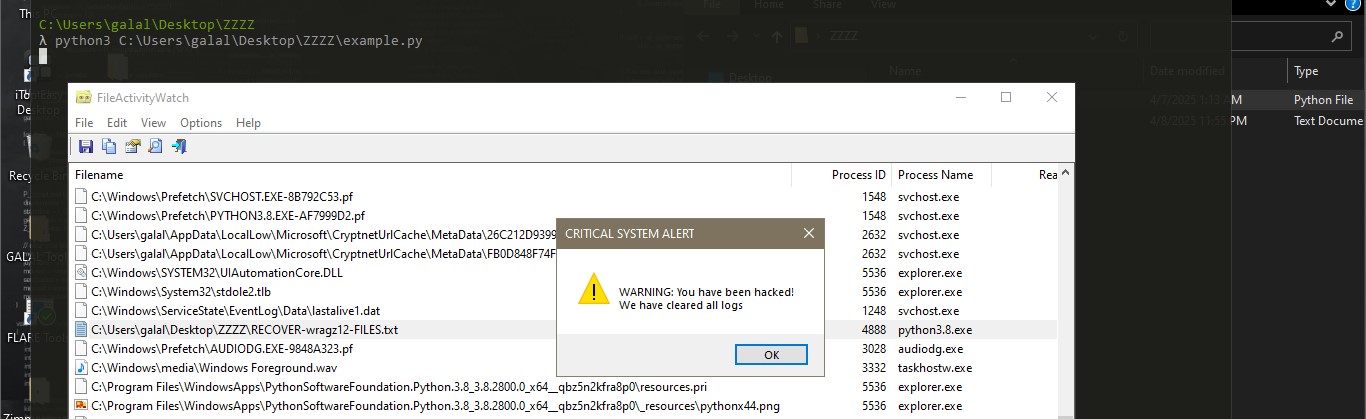 File Home Share View
C:\Users\galal\Desktop\ZZZZ
λ python3 C:\Users\galal\Desktop\ZZZZ\example.py
ZZZZ
Desktop
Name
Date modified
Type
4/7/2025 1:13 AM
Python File
4/8/2025 11:55 PM
Text Docume
FileActivityWatch
File Edit View Options Help
Filename Process ID Process Name Rea
C:\Windows\Prefetch\SVCHOST.EXE-8B792C53.pf 1548 svchost.exe
C:\Windows\Prefetch\PYTHON3.8.EXE-AF7999D2.pf 1548 svchost.exe
C:\Users\galal\AppData\LocalLow\Microsoft\CryptnetUrlCache\MetaData\26C212D9399 2632 svchost.exe
C:\Users\galal\AppData\LocalLow\Microsoft\CryptnetUrlCache\MetaData\FB0D848F74F 2632 svchost.exe
C:\Windows\SYSTEM32\UIAutomationCore.DLL 5536 explorer.exe
C:\Windows\System32\stdole2.tlb 5536 explorer.exe
C:\Windows\ServiceState\EventLog\Data\lastalive1.dat 1248 svchost.exe
C:\Users\galal\Desktop\ZZZZ\RECOVER-wragz12-FILES.txt 4888 python3.8.exe
C:\Windows\Prefetch\AUDIODG.EXE-9848A323.pf 3028 audiodg.exe
C:\Windows\media\Windows Foreground.wav 3332 taskhostw.exe
C:\Program Files\WindowsApps\PythonSoftwareFoundation.Python.3.8_3.8.2800.0_x64__qbz5n2kfra8p0\resources.pri 5536 explorer.exe
C:\Program Files\WindowsApps\PythonSoftwareFoundation.Python.3.8_3.8.2800.0_x64__qbz5n2kfra8p0\_resources\pythonx44.png 5536 explorer.exe
CRITICAL SYSTEM ALERT
WARNING: You have been hacked!
We have cleared all logs
OK